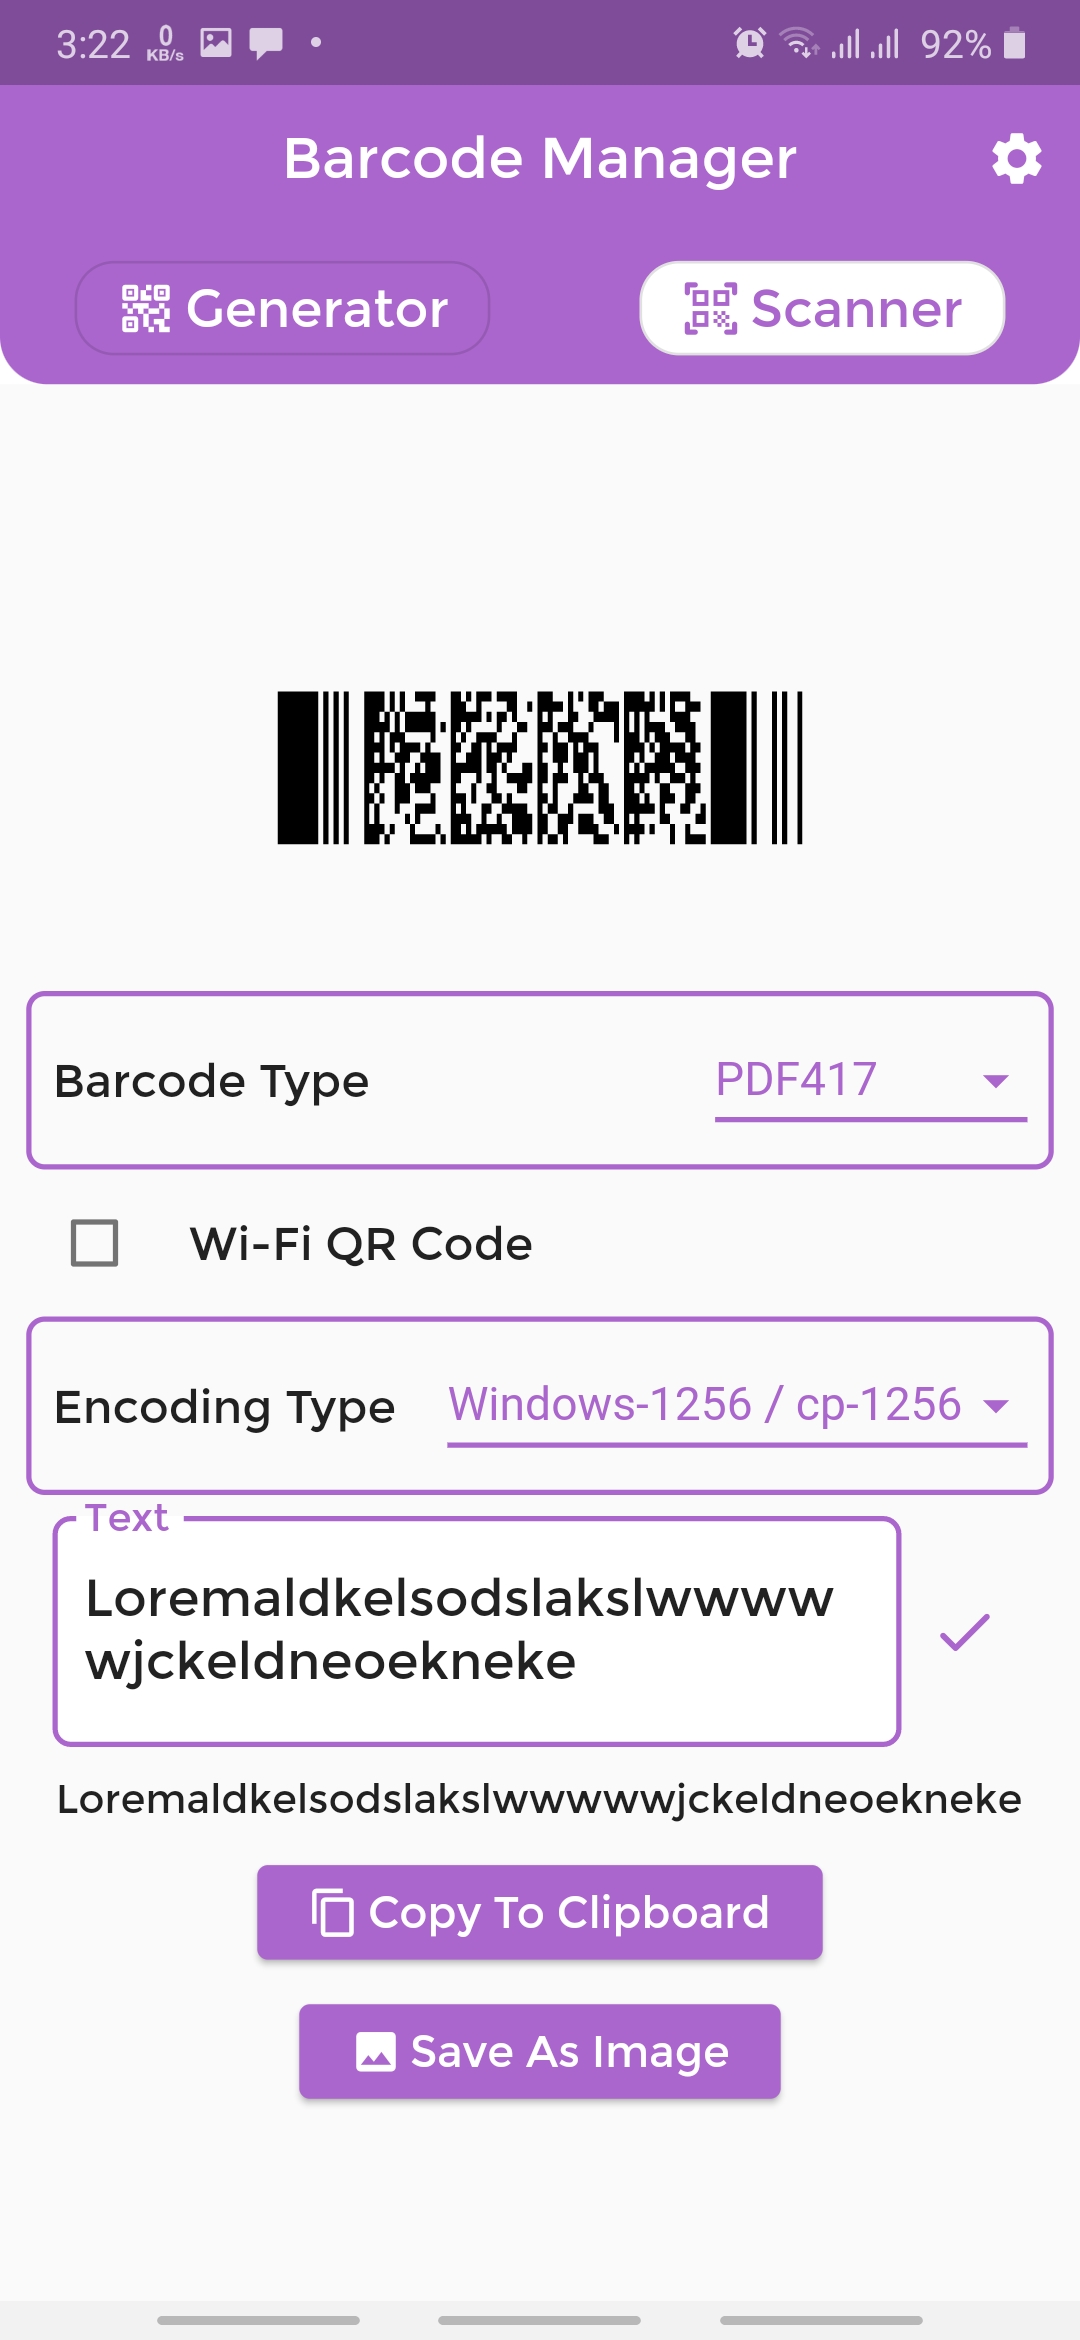 3:22 0 KB/s 92%
Barcode Manager
Generator Scanner
Barcode Type PDF417
Wi-Fi QR Code
Encoding Type Windows-1256 / cp-1256
Text
Loremaldkelsodslakslwwww
wjckeldneoekneke
Loremaldkelsodslakslwwwwwjckeldneoekneke
Copy To Clipboard
Save As Image